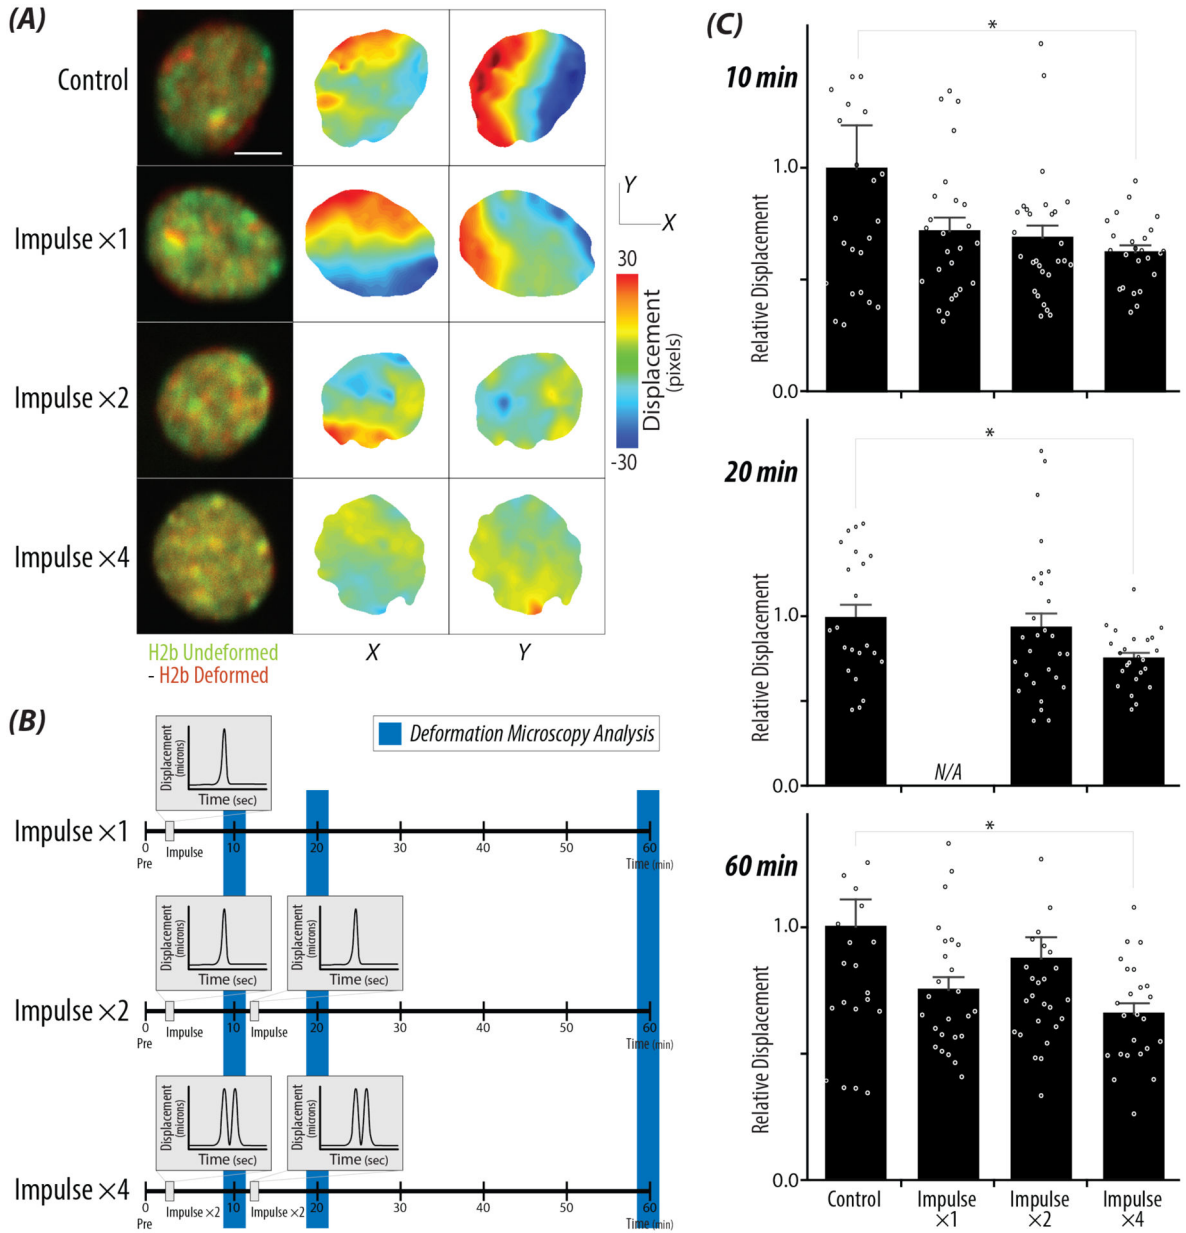 (A)
Control
Impulse ×1
Impulse ×2
Impulse ×4
Y
X
30
Displacement
(pixels)
-30
H2b Undeformed
- H2b Deformed
X
Y
(B)
Deformation Microscopy Analysis
Displacement
(microns)
Time (sec)
Impulse ×1
0
10
20
30
40
50
60
Pre
Impulse
Time (min)
Displacement
(microns)
Time (sec)
Displacement
(microns)
Time (sec)
Impulse ×2
0
10
20
30
40
50
60
Pre
Impulse
Impulse
Time (min)
Displacement
(microns)
Time (sec)
Displacement
(microns)
Time (sec)
Impulse ×4
0
10
20
30
40
50
60
Pre
Impulse ×2
Impulse ×2
Time (min)
(C)
10 min
*
1.0
Relative Displacement
0.0
20 min
*
1.0
Relative Displacement
N/A
0.0
60 min
*
1.0
Relative Displacement
0.0
Control
Impulse
×1
Impulse
×2
Impulse
×4